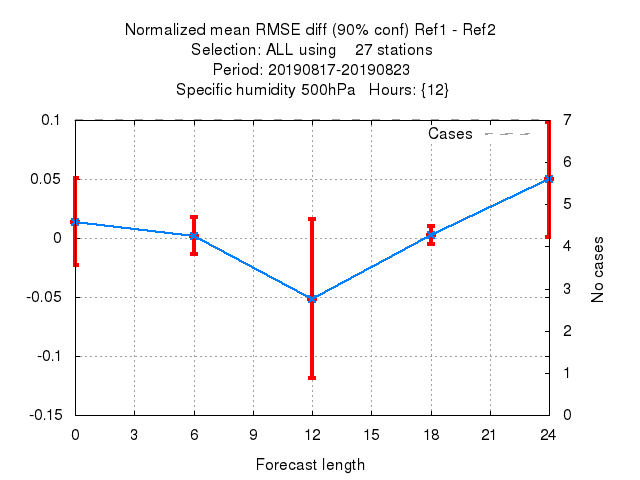 Normalized mean RMSE diff (90% conf) Ref1 - Ref2
Selection: ALL using    27 stations
Period: 20190817-20190823
Specific humidity 500hPa   Hours: {12}
Cases
0.1
0.05
0
-0.05
-0.1
-0.15
7
6
5
4
3
2
1
0
No cases
0 3 6 9 12 15 18 21 24
Forecast length